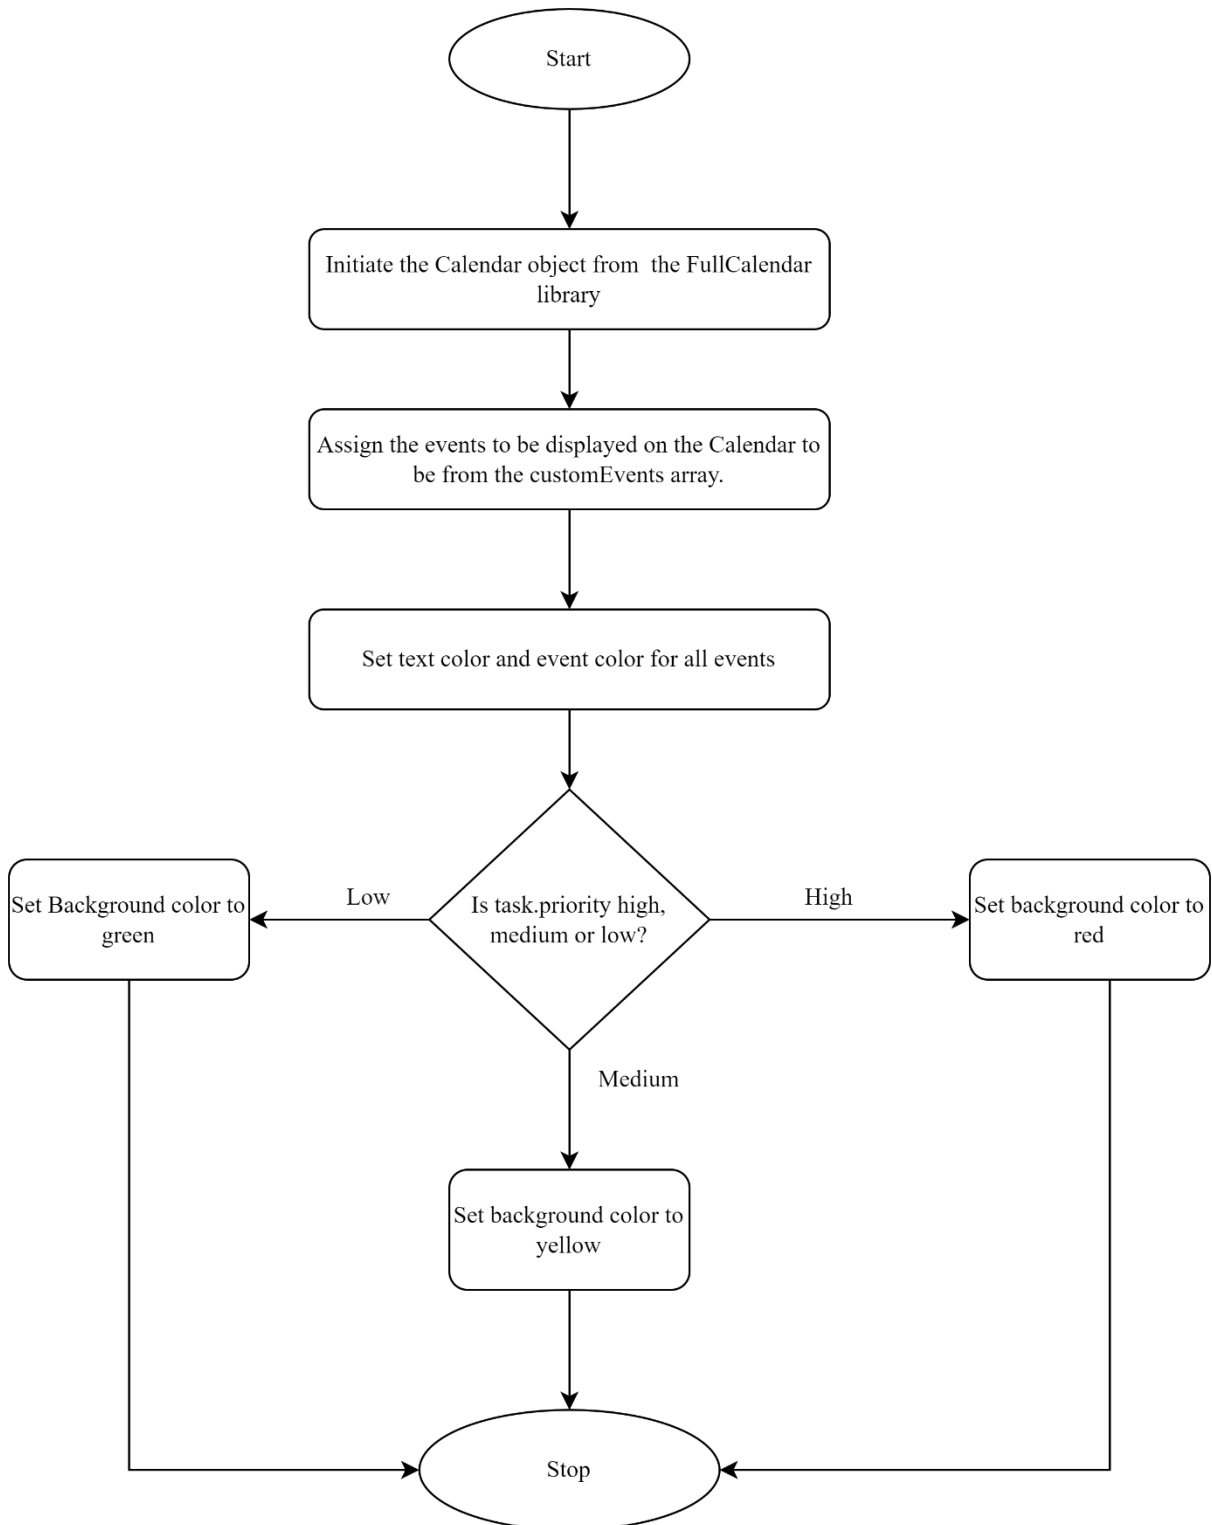 Start
Initiate the Calendar object from  the FullCalendar
library
Assign the events to be displayed on the Calendar to
be from the customEvents array.
Set text color and event color for all events
Low
High
Set Background color to
green
Is task.priority high,
medium or low?
Set background color to
red
Medium
Set background color to
yellow
Stop